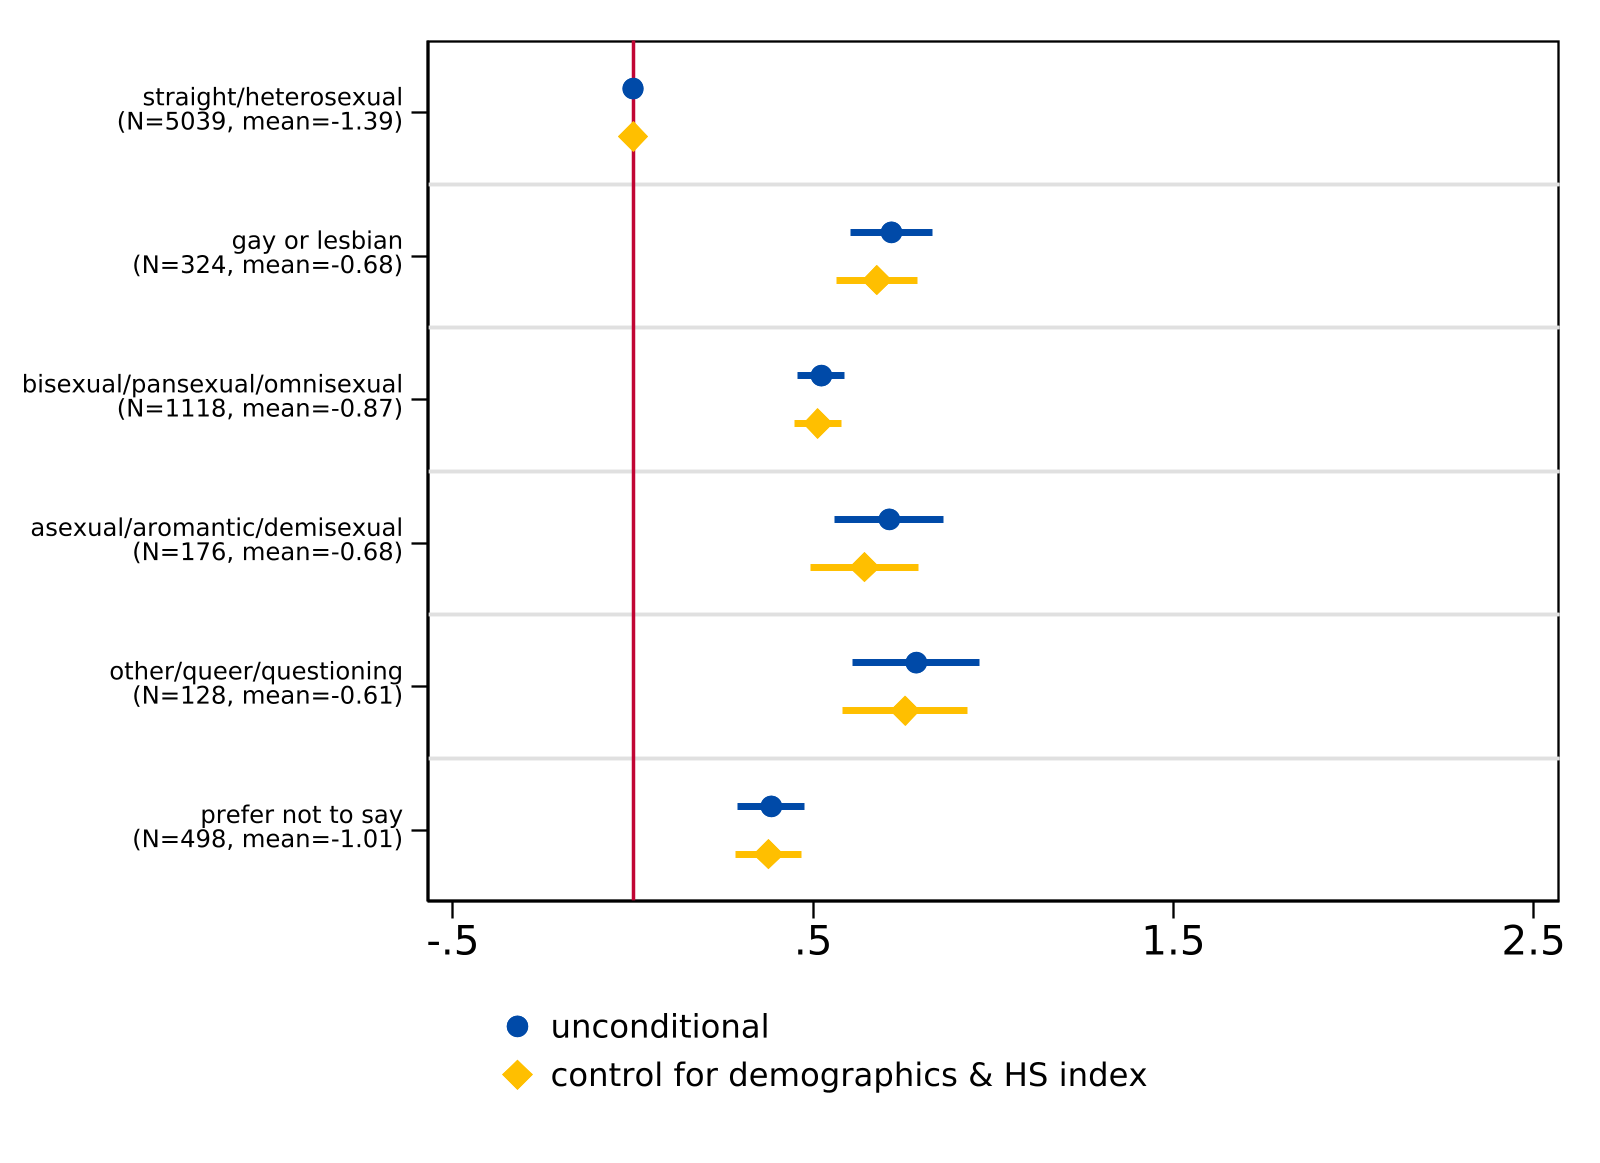 straight/heterosexual
(N=5039, mean=-1.39)
gay or lesbian
(N=324, mean=-0.68)
bisexual/pansexual/omnisexual
(N=1118, mean=-0.87)
asexual/aromantic/demisexual
(N=176, mean=-0.68)
other/queer/questioning
(N=128, mean=-0.61)
prefer not to say
(N=498, mean=-1.01)
-.5 .5 1.5 2.5
unconditional
control for demographics & HS index